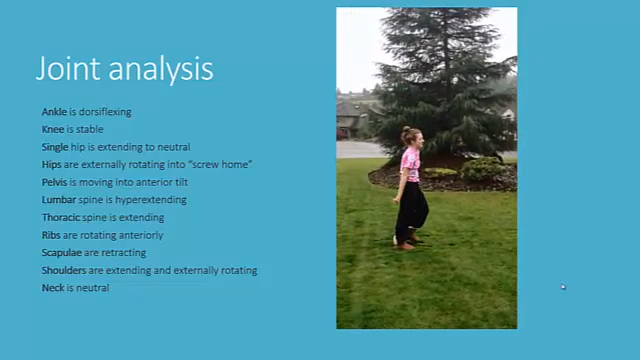 Joint analysis
Ankle is dorsiflexing
Knee is stable
Single hip is extending to neutral
Hips are externally rotating into “screw home”
Pelvis is moving into anterior tilt
Lumbar spine is hyperextending
Thoracic spine is extending
Ribs are rotating anteriorly
Scapulae are retracting
Shoulders are extending and externally rotating
Neck is neutral